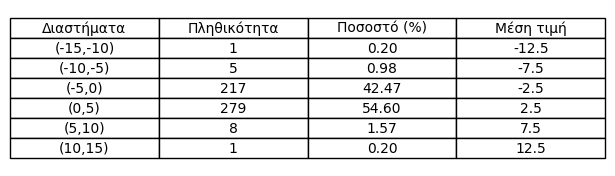 Διαστήματα Πληθικότητα Ποσοστό (%) Μέση τιμή
(-15,-10) 1 0.20 -12.5
(-10,-5) 5 0.98 -7.5
(-5,0) 217 42.47 -2.5
(0,5) 279 54.60 2.5
(5,10) 8 1.57 7.5
(10,15) 1 0.20 12.5